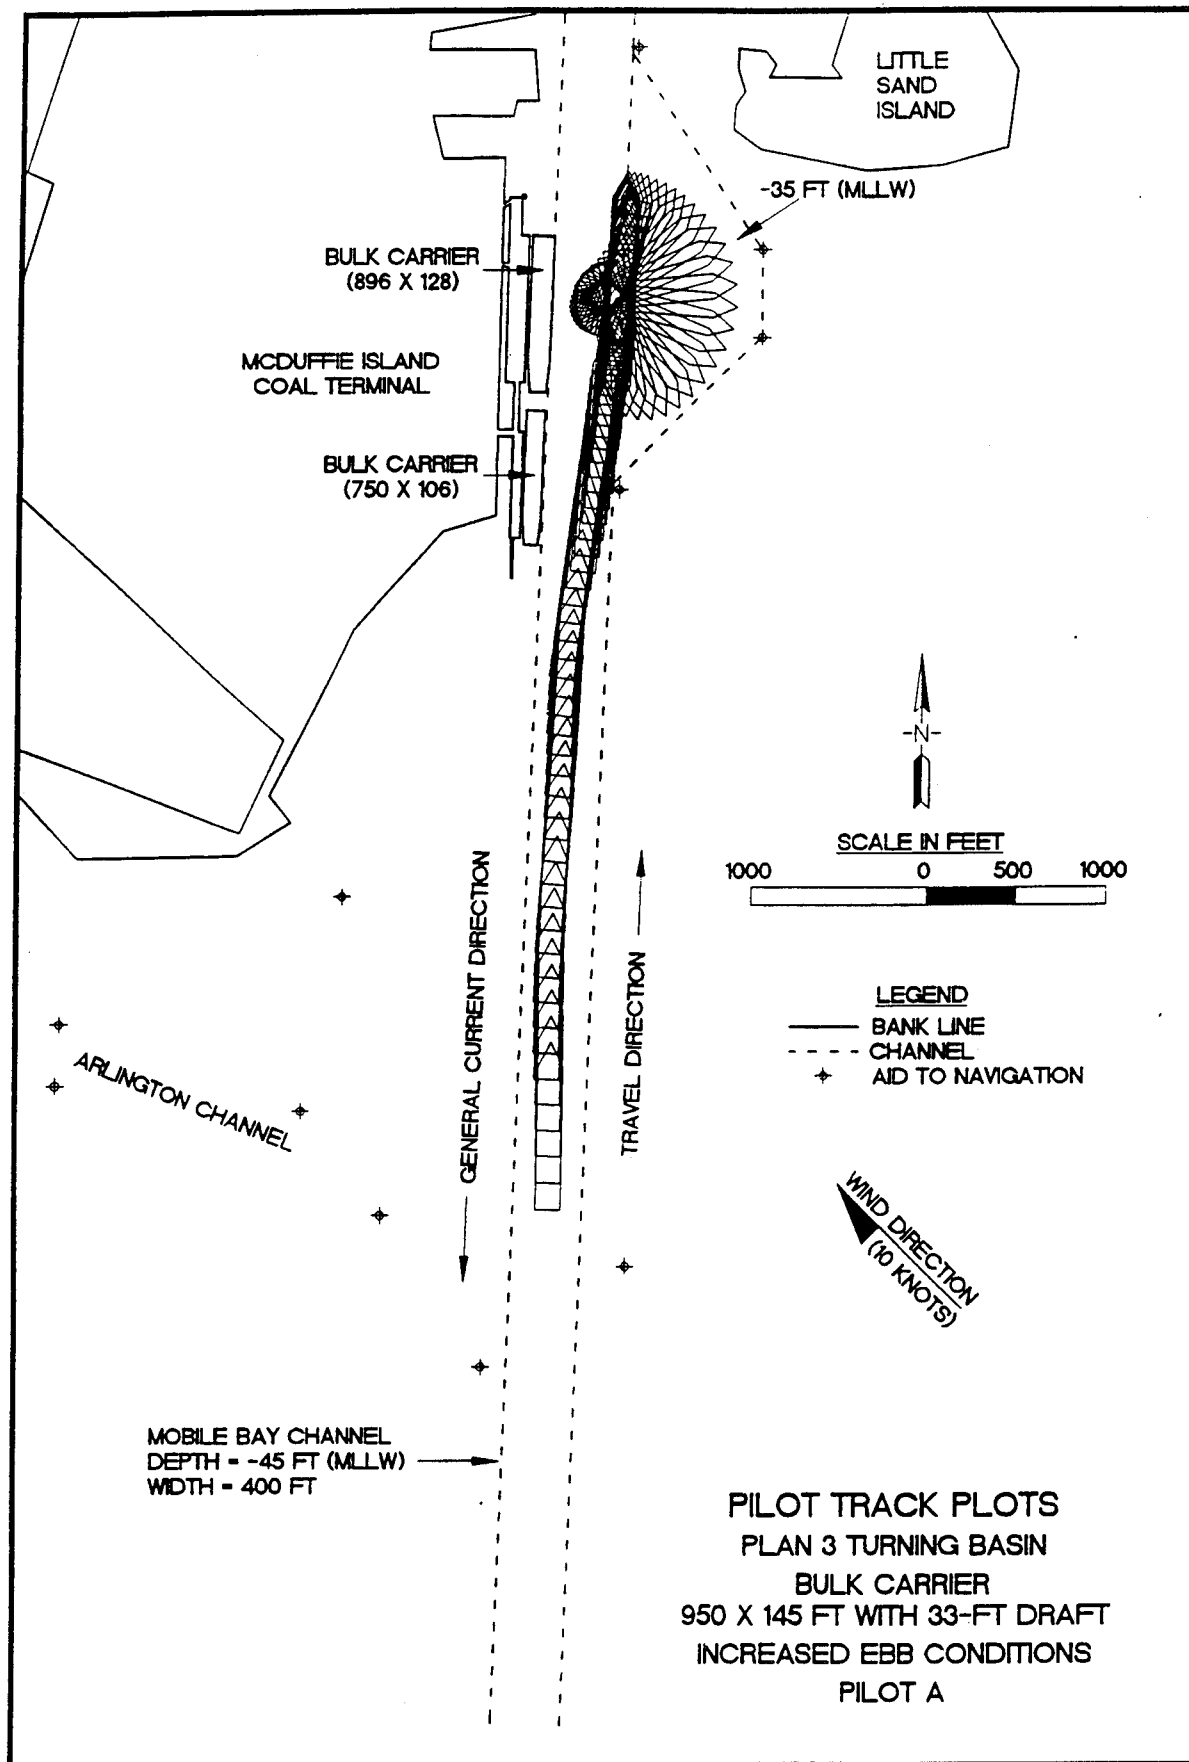 LITTLE
SAND
ISLAND
-35 FT (MLLW)
BULK CARRIER
(896 X 128)
MCDUFFIE ISLAND
COAL TERMINAL
BULK CARRIER
(750 X 106)
-N-
SCALE IN FEET
1000 0 500 1000
GENERAL CURRENT DIRECTION
TRAVEL DIRECTION
LEGEND
BANK LINE
CHANNEL
AID TO NAVIGATION
ARLINGTON CHANNEL
WIND DIRECTION
(10 KNOTS)
MOBILE BAY CHANNEL
DEPTH = -45 FT (MLLW)
WIDTH = 400 FT
PILOT TRACK PLOTS
PLAN 3 TURNING BASIN
BULK CARRIER
950 X 145 FT WITH 33-FT DRAFT
INCREASED EBB CONDITIONS
PILOT A